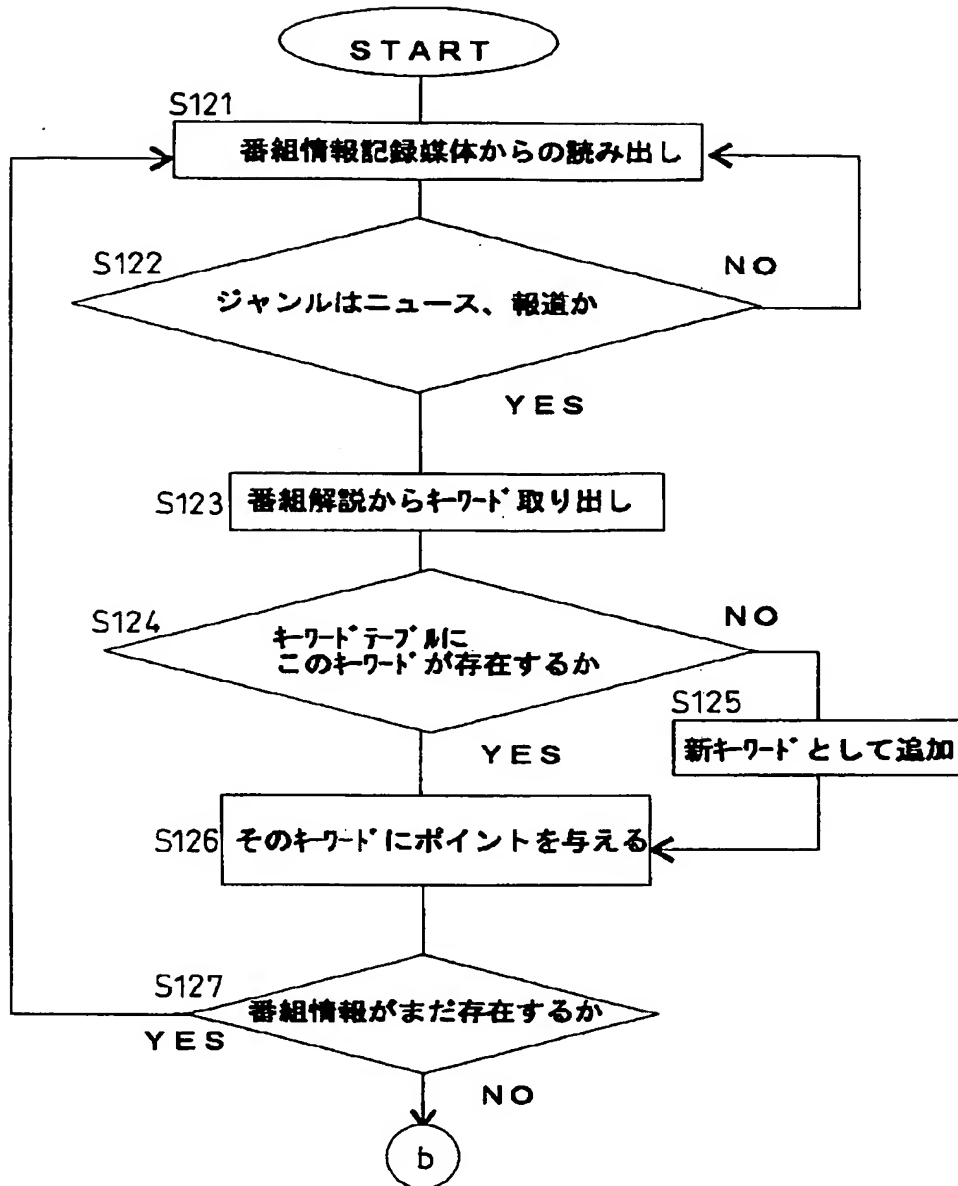 START
S121
番組情報記録媒体からの読み出し
S122
NO
ジャンルはニュース、報道か
YES
S123
番組解説からｷｰﾜｰﾄﾞ取り出し
S124
NO
ｷｰﾜｰﾄﾞﾃｰﾌﾞﾙに
このｷｰﾜｰﾄﾞが存在するか
S125
新ｷｰﾜｰﾄﾞとして追加
YES
S126
そのｷｰﾜｰﾄﾞにポイントを与える
S127
番組情報がまだ存在するか
YES
NO
b